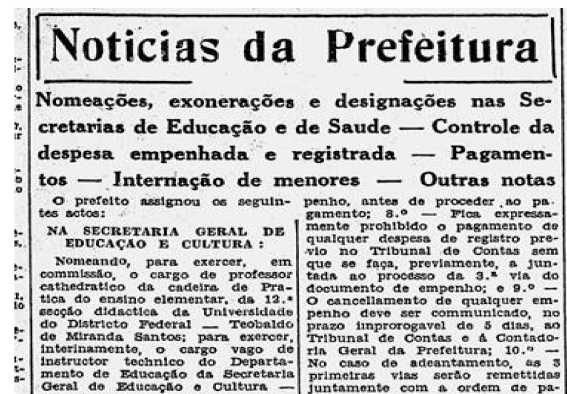 Noticias da Prefeitura
Nomeações, exonerações e designações nas Se-
cretarias de Educação e de Saude — Controle da
despesa empenhada e registrada — Pagamen-
tos — Internação de menores — Outras notas
O prefeito assignou os seguin-
tes actos:
NA SECRETARIA GERAL DE
EDUCAÇÃO E CULTURA :
Nomeando, para exercer, em
commissão, o cargo de professor
cathedratico da cadeira de Pra-
tica do ensino elementar, da 12.ª
secção didactica da Universidade
do Districto Federal — Teobaldo
de Miranda Santos; para exercer,
interinamente, o cargo vago de
instructor technico do Departa-
mento de Educação da Secretaria
Geral de Educação e Cultura —
penho, antes de proceder ao pa-
gamento; 8.º — Fica expressa-
mente prohibido o pagamento de
qualquer despesa de registro pre-
vio no Tribunal de Contas sem
que se faça, previamente, a jun-
tada ao processo da 3.ª via do
documento de empenho; e 9.º —
O cancellamento de qualquer em-
penho deve ser communicado, no
prazo improrogavel de 5 dias, ao
Tribunal de Contas e á Contado-
ria Geral da Prefeitura; 10.º —
No caso de adeantamento, as 3
primeiras vias serão remettidas
juntamente com a ordem de pa-